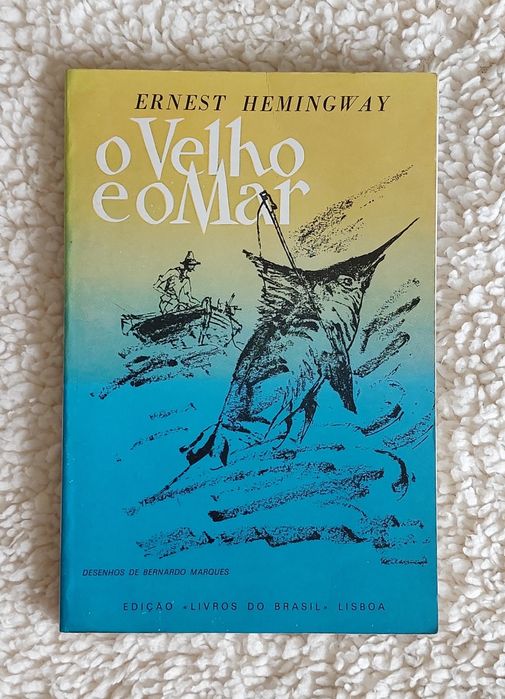 ERNEST HEMINGWAY
o Velho
e o Mar
DESENHOS DE BERNARDO MARQUES
EDIÇÃO «LIVROS DO BRASIL» LISBOA